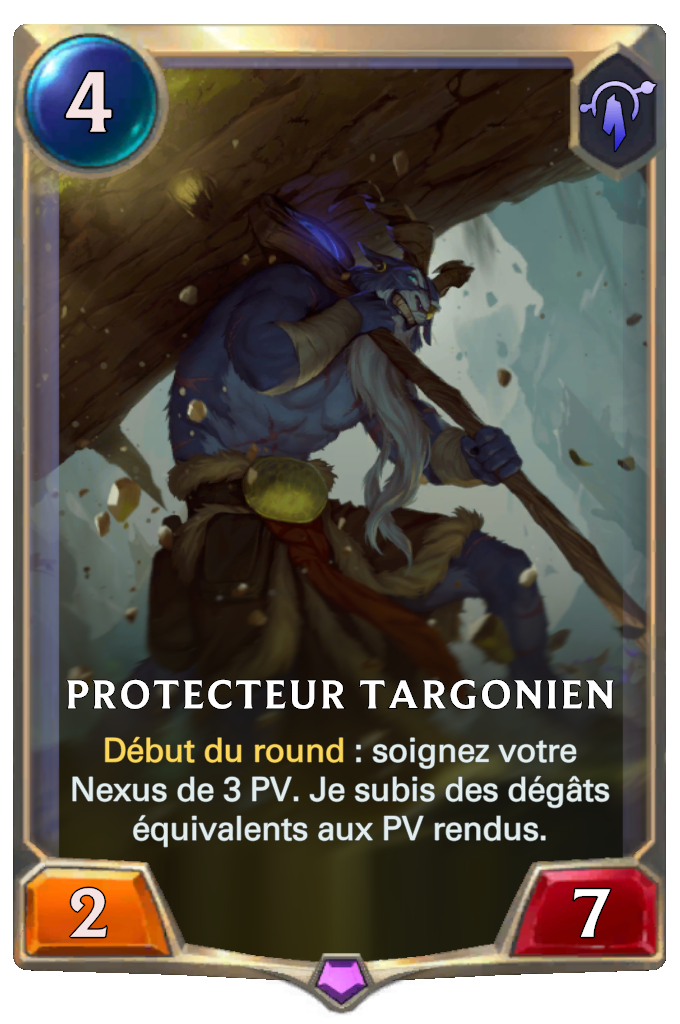 4
PROTECTEUR TARGONIEN
Début du round : soignez votre
Nexus de 3 PV. Je subis des dégâts
équivalents aux PV rendus.
2
7